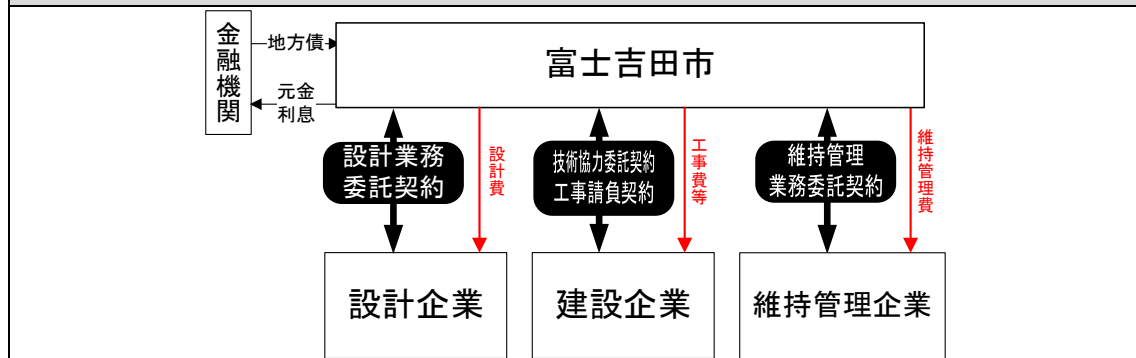 金融機関
地方債
元金
利息
富士吉田市
設計業務
委託契約
設計費
技術協力委託契約
工事請負契約
工事費等
維持管理
業務委託契約
維持管理費
設計企業
建設企業
維持管理企業